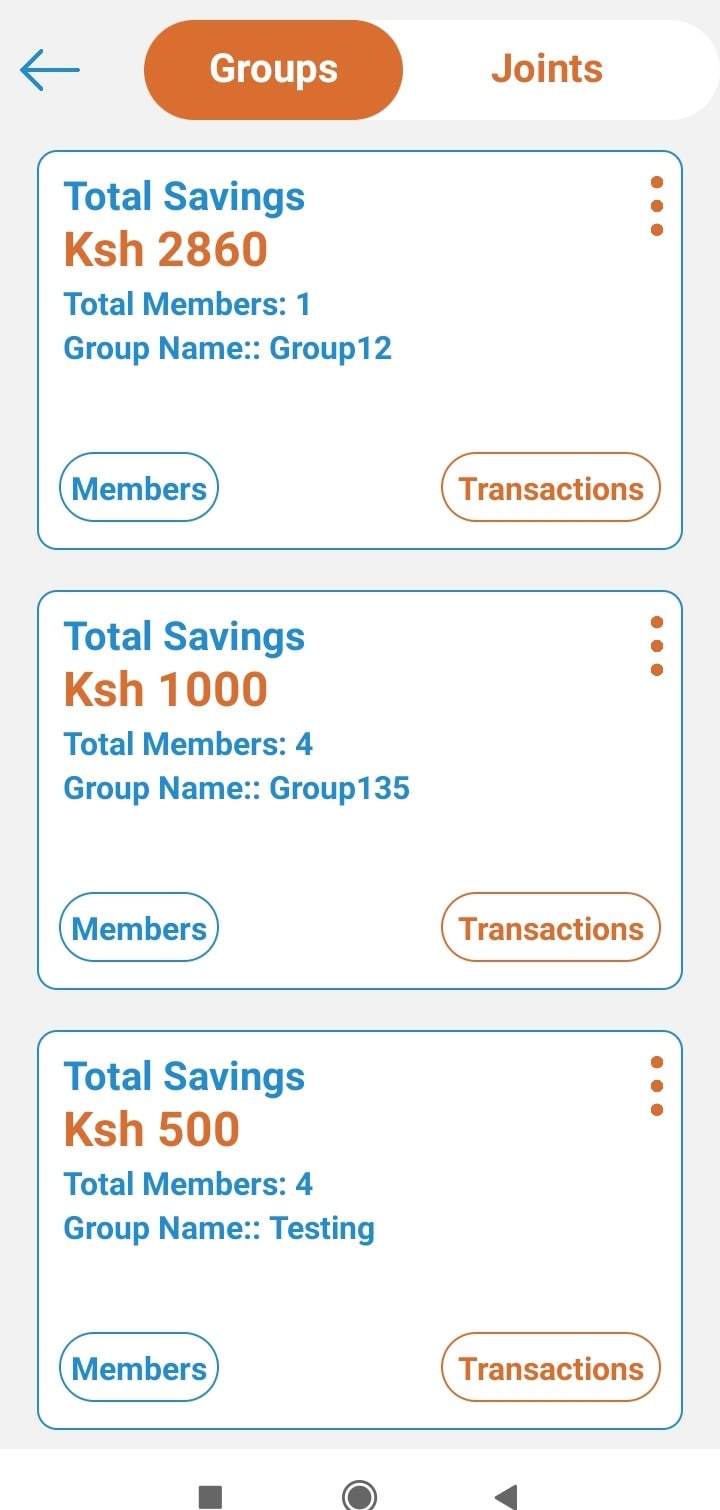 Groups Joints
Total Savings
Ksh 2860
Total Members: 1
Group Name:: Group12
Members Transactions
Total Savings
Ksh 1000
Total Members: 4
Group Name:: Group135
Members Transactions
Total Savings
Ksh 500
Total Members: 4
Group Name:: Testing
Members Transactions